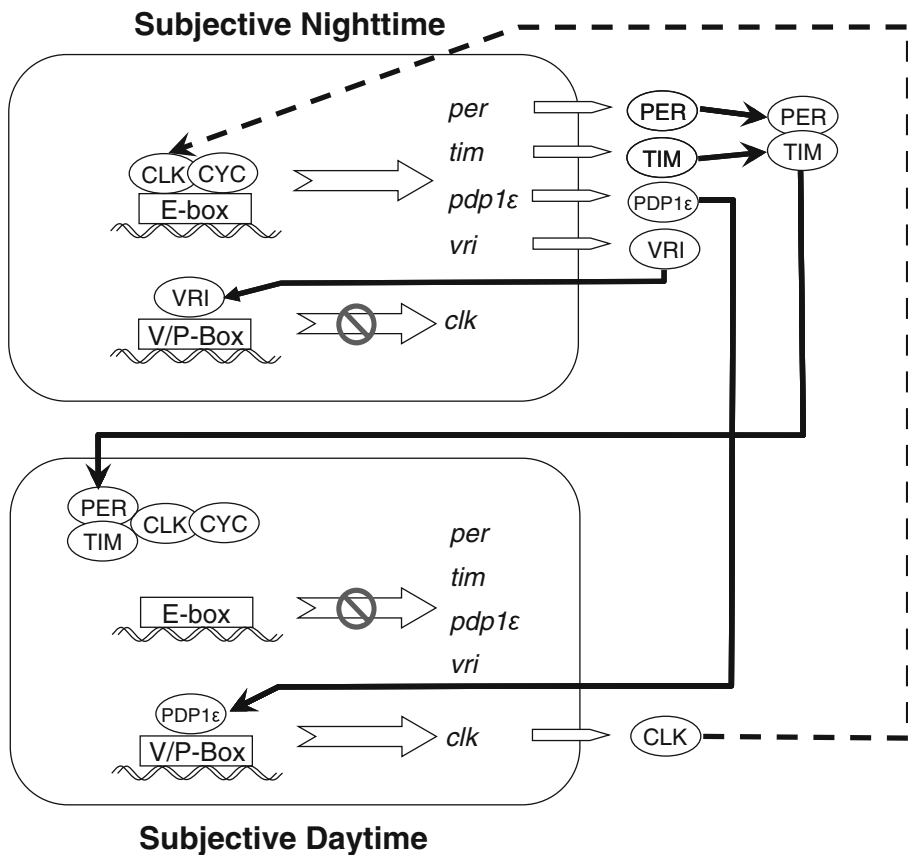 Subjective Nighttime
per
PER
PER
tim
TIM
TIM
CLK CYC
E-box
pdp1ε
PDP1ε
vri
VRI
VRI
V/P-Box
clk
PER
TIM
CLK CYC
per
tim
E-box
pdp1ε
vri
PDP1ε
V/P-Box
clk
CLK
Subjective Daytime